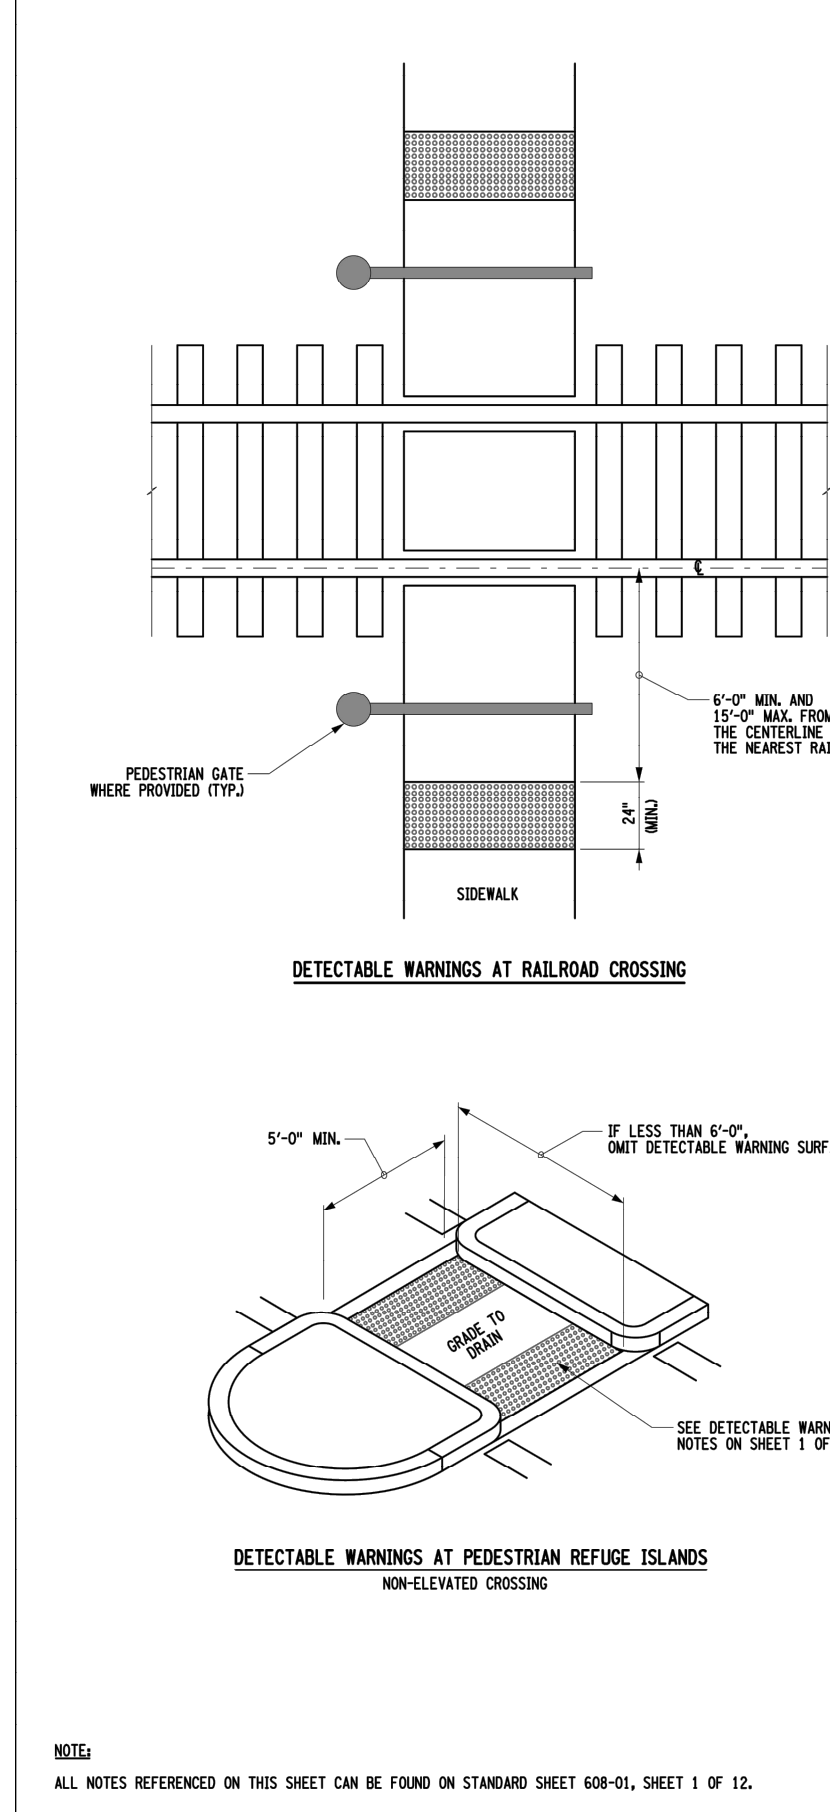 ℄
6'-0" MIN. AND
15'-0" MAX. FROM
THE CENTERLINE
THE NEAREST
PEDESTRIAN GATE
WHERE PROVIDED (TYP.)
24"
(MIN.)
SIDEWALK
DETECTABLE WARNINGS AT RAILROAD CROSSING
5'-0" MIN.
IF LESS THAN 6'-0",
OMIT DETECTABLE WARNING
GRADE TO
DRAIN
SEE DETECTABLE
NOTES ON SHEET 1 OF
DETECTABLE WARNINGS AT PEDESTRIAN REFUGE ISLANDS
NON-ELEVATED CROSSING
NOTE:
ALL NOTES REFERENCED ON THIS SHEET CAN BE FOUND ON STANDARD SHEET 608-01, SHEET 1 OF 12.